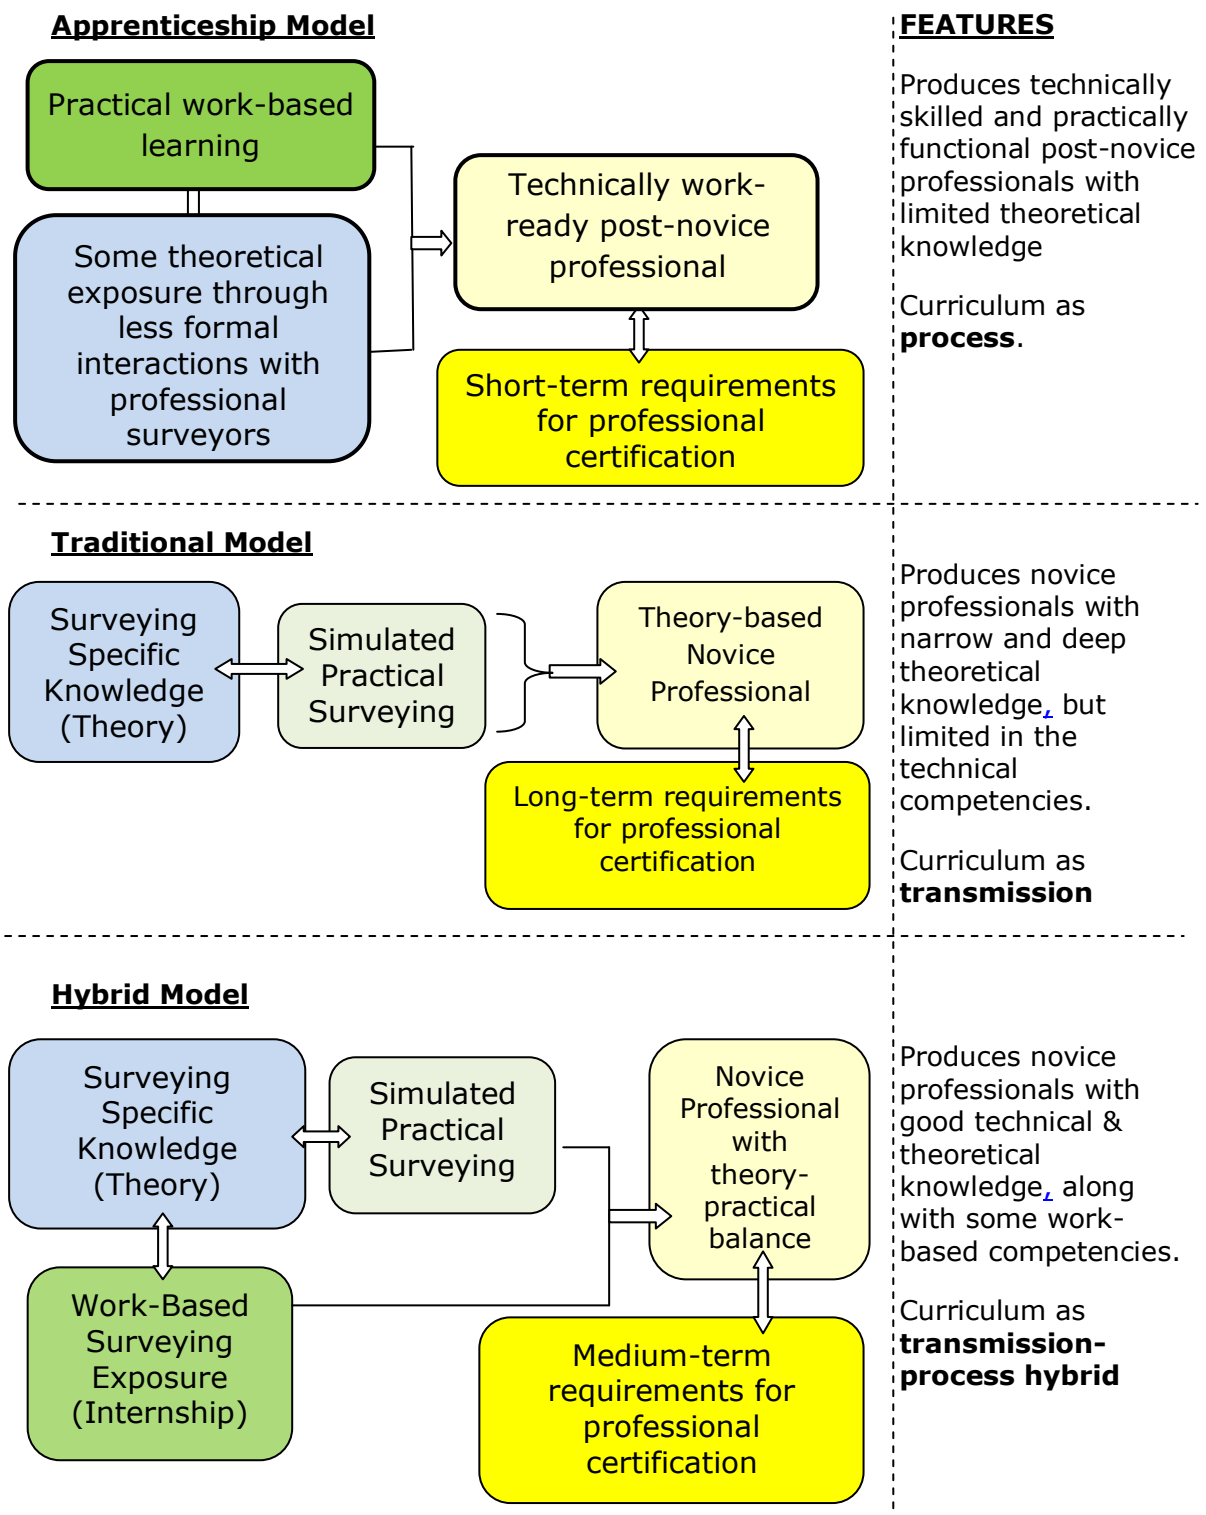 Apprenticeship Model
FEATURES
Practical work-based
learning
Some theoretical
exposure through
less formal
interactions with
professional
surveyors
Technically work-
ready post-novice
professional
Short-term requirements
for professional
certification
Produces technically
skilled and practically
functional post-novice
professionals with
limited theoretical
knowledge
Curriculum as
process.
Traditional Model
Surveying
Specific
Knowledge
(Theory)
Simulated
Practical
Surveying
Theory-based
Novice
Professional
Long-term requirements
for professional
certification
Produces novice
professionals with
narrow and deep
theoretical
knowledge, but
limited in the
technical
competencies.
Curriculum as
transmission
Hybrid Model
Surveying
Specific
Knowledge
(Theory)
Simulated
Practical
Surveying
Work-Based
Surveying
Exposure
(Internship)
Novice
Professional
with
theory-
practical
balance
Medium-term
requirements for
professional
certification
Produces novice
professionals with
good technical &
theoretical
knowledge, along
with some work-
based competencies.
Curriculum as
transmission-
process hybrid